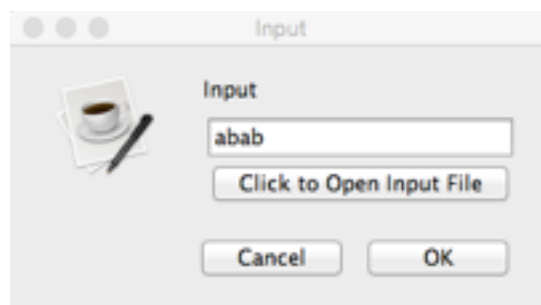 Input
Input
abab
Click to Open Input File
Cancel OK